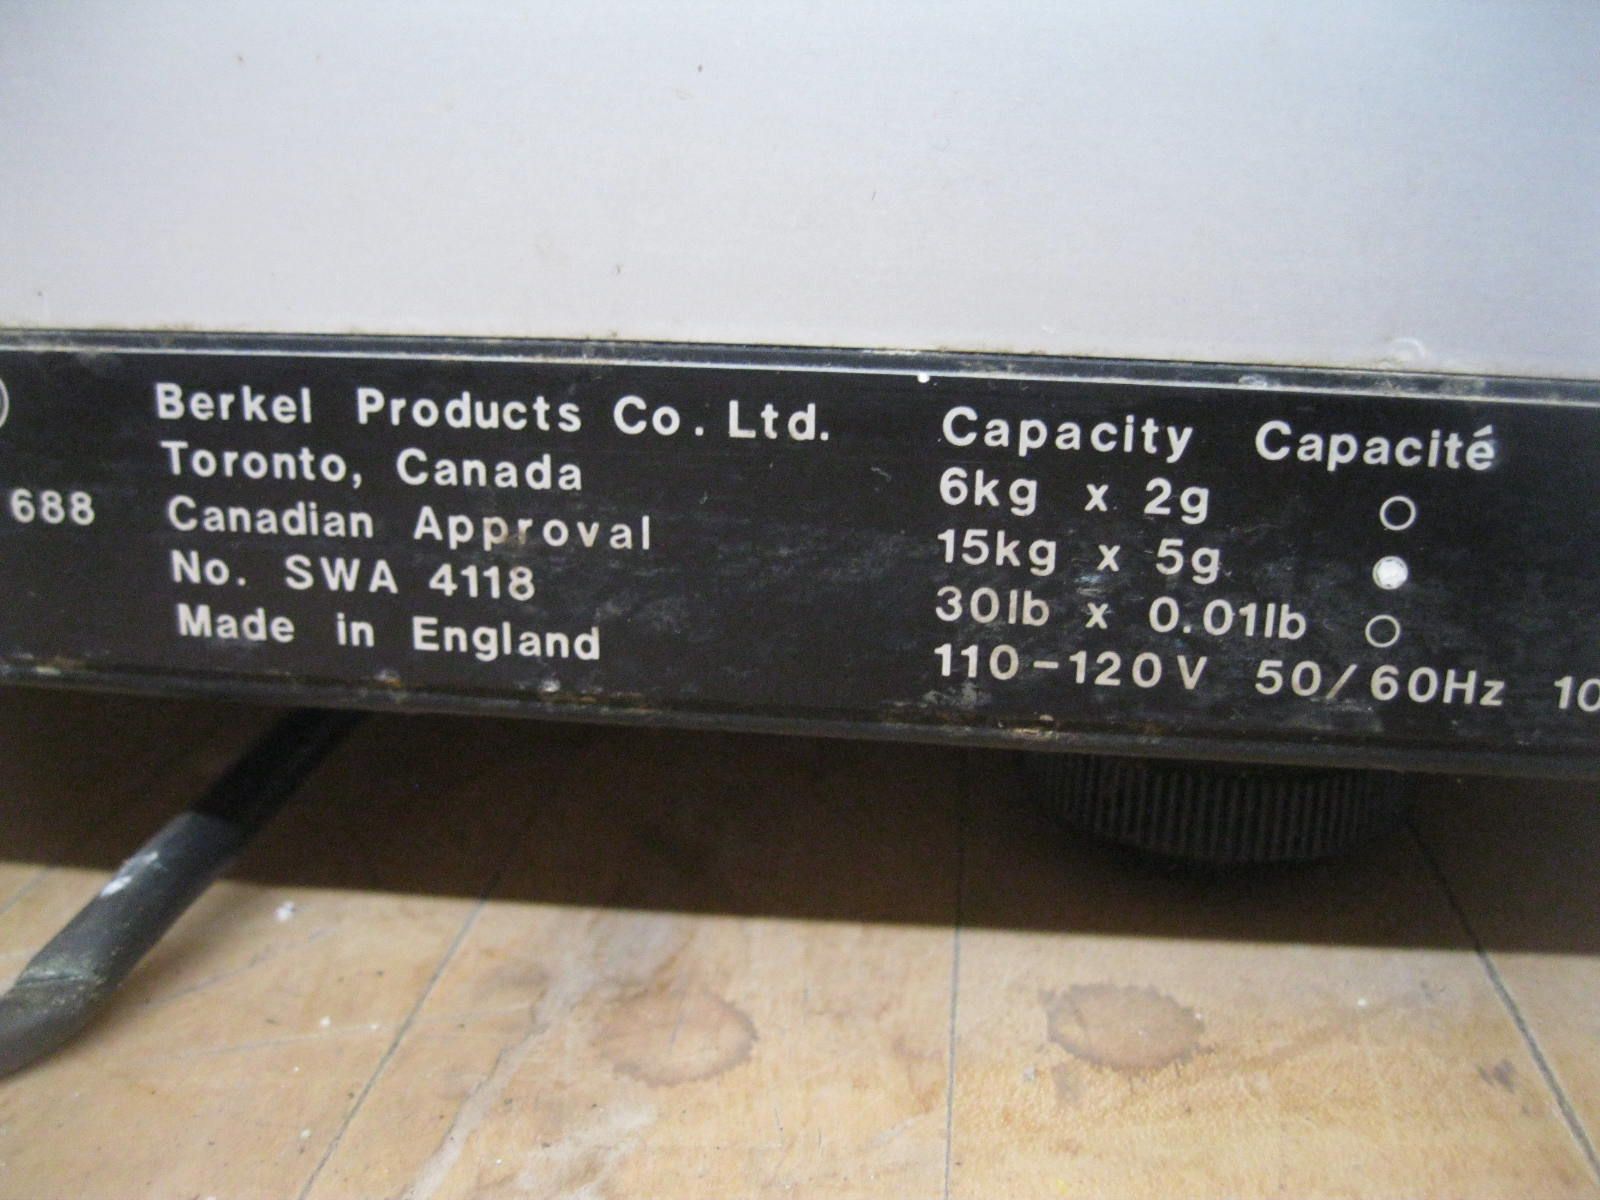 Berkel Products Co. Ltd.
Toronto, Canada
688 Canadian Approval
No. SWA 4118
Made in England
Capacity Capacité
6kg x 2g
15kg x 5g
30lb x 0.01lb
110-120V 50/60Hz 10